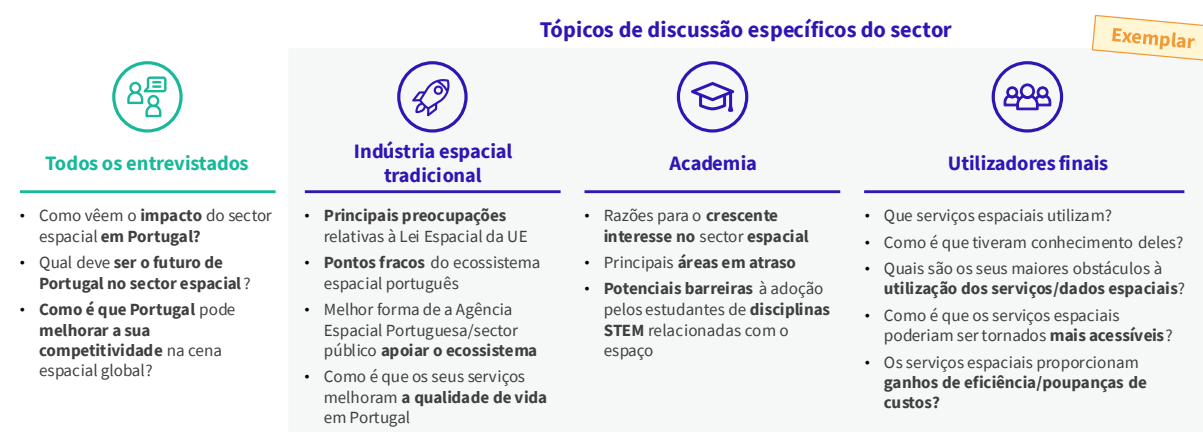 Tópicos de discussão específicos do sector
Exemplar
Todos os entrevistados
• Como vêem o impacto do sector
espacial em Portugal?
• Qual deve ser o futuro de
Portugal no sector espacial?
• Como é que Portugal pode
melhorar a sua
competitividade na cena
espacial global?
Indústria espacial
tradicional
• Principais preocupações
relativas à Lei Espacial da UE
• Pontos fracos do ecossistema
espacial português
• Melhor forma de a Agência
Espacial Portuguesa/sector
público apoiar o ecossistema
• Como é que os seus serviços
melhoram a qualidade de vida
em Portugal
Academia
• Razões para o crescente
interesse no sector espacial
• Principais áreas em atraso
• Potenciais barreiras à adoção
pelos estudantes de disciplinas
STEM relacionadas com o
espaço
Utilizadores finais
• Que serviços espaciais utilizam?
• Como é que tiveram conhecimento deles?
• Quais são os seus maiores obstáculos à
utilização dos serviços/dados espaciais?
• Como é que os serviços espaciais
poderiam ser tornados mais acessíveis?
• Os serviços espaciais proporcionam
ganhos de eficiência/poupanças de
custos?